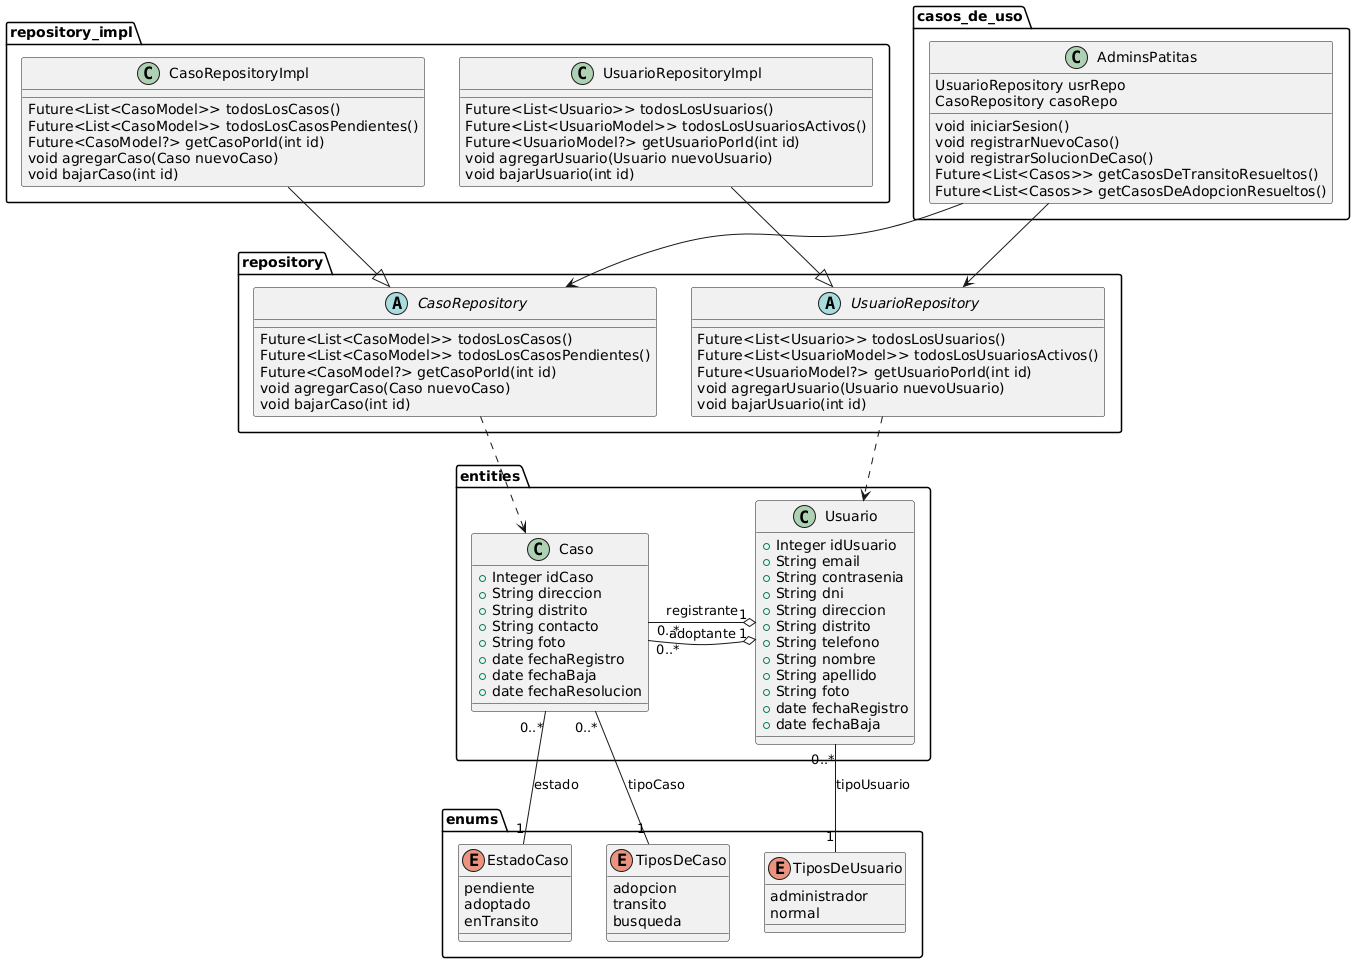 repository_impl
C CasoRepositoryImpl
Future<List<CasoModel>> todosLosCasos()
Future<List<CasoModel>> todosLosCasosPendientes()
Future<CasoModel?> getCasoPorId(int id)
void agregarCaso(Caso nuevoCaso)
void bajarCaso(int id)
C UsuarioRepositoryImpl
Future<List<Usuario>> todosLosUsuarios()
Future<List<UsuarioModel>> todosLosUsuariosActivos()
Future<UsuarioModel?> getUsuarioPorId(int id)
void agregarUsuario(Usuario nuevoUsuario)
void bajarUsuario(int id)
casos_de_uso
C AdminsPatitas
UsuarioRepository usrRepo
CasoRepository casoRepo
void iniciarSesion()
void registrarNuevoCaso()
void registrarSolucionDeCaso()
Future<List<Casos>> getCasosDeTransitoResueltos()
Future<List<Casos>> getCasosDeAdopcionResueltos()
repository
A CasoRepository
Future<List<CasoModel>> todosLosCasos()
Future<List<CasoModel>> todosLosCasosPendientes()
Future<CasoModel?> getCasoPorId(int id)
void agregarCaso(Caso nuevoCaso)
void bajarCaso(int id)
A UsuarioRepository
Future<List<Usuario>> todosLosUsuarios()
Future<List<UsuarioModel>> todosLosUsuariosActivos()
Future<UsuarioModel?> getUsuarioPorId(int id)
void agregarUsuario(Usuario nuevoUsuario)
void bajarUsuario(int id)
entities
C Caso
Integer idCaso
String direccion
String distrito
String contacto
String foto
date fechaRegistro
date fechaBaja
date fechaResolucion
registrante
1
0..*
adoptante
1
0..*
C Usuario
Integer idUsuario
String email
String contrasenia
String dni
String direccion
String distrito
String telefono
String nombre
String apellido
String foto
date fechaRegistro
date fechaBaja
0..*
estado
1
0..*
tipoCaso
1
0..*
tipoUsuario
1
enums
E EstadoCaso
pendiente
adoptado
enTransito
E TiposDeCaso
adopcion
transito
busqueda
E TiposDeUsuario
administrador
normal